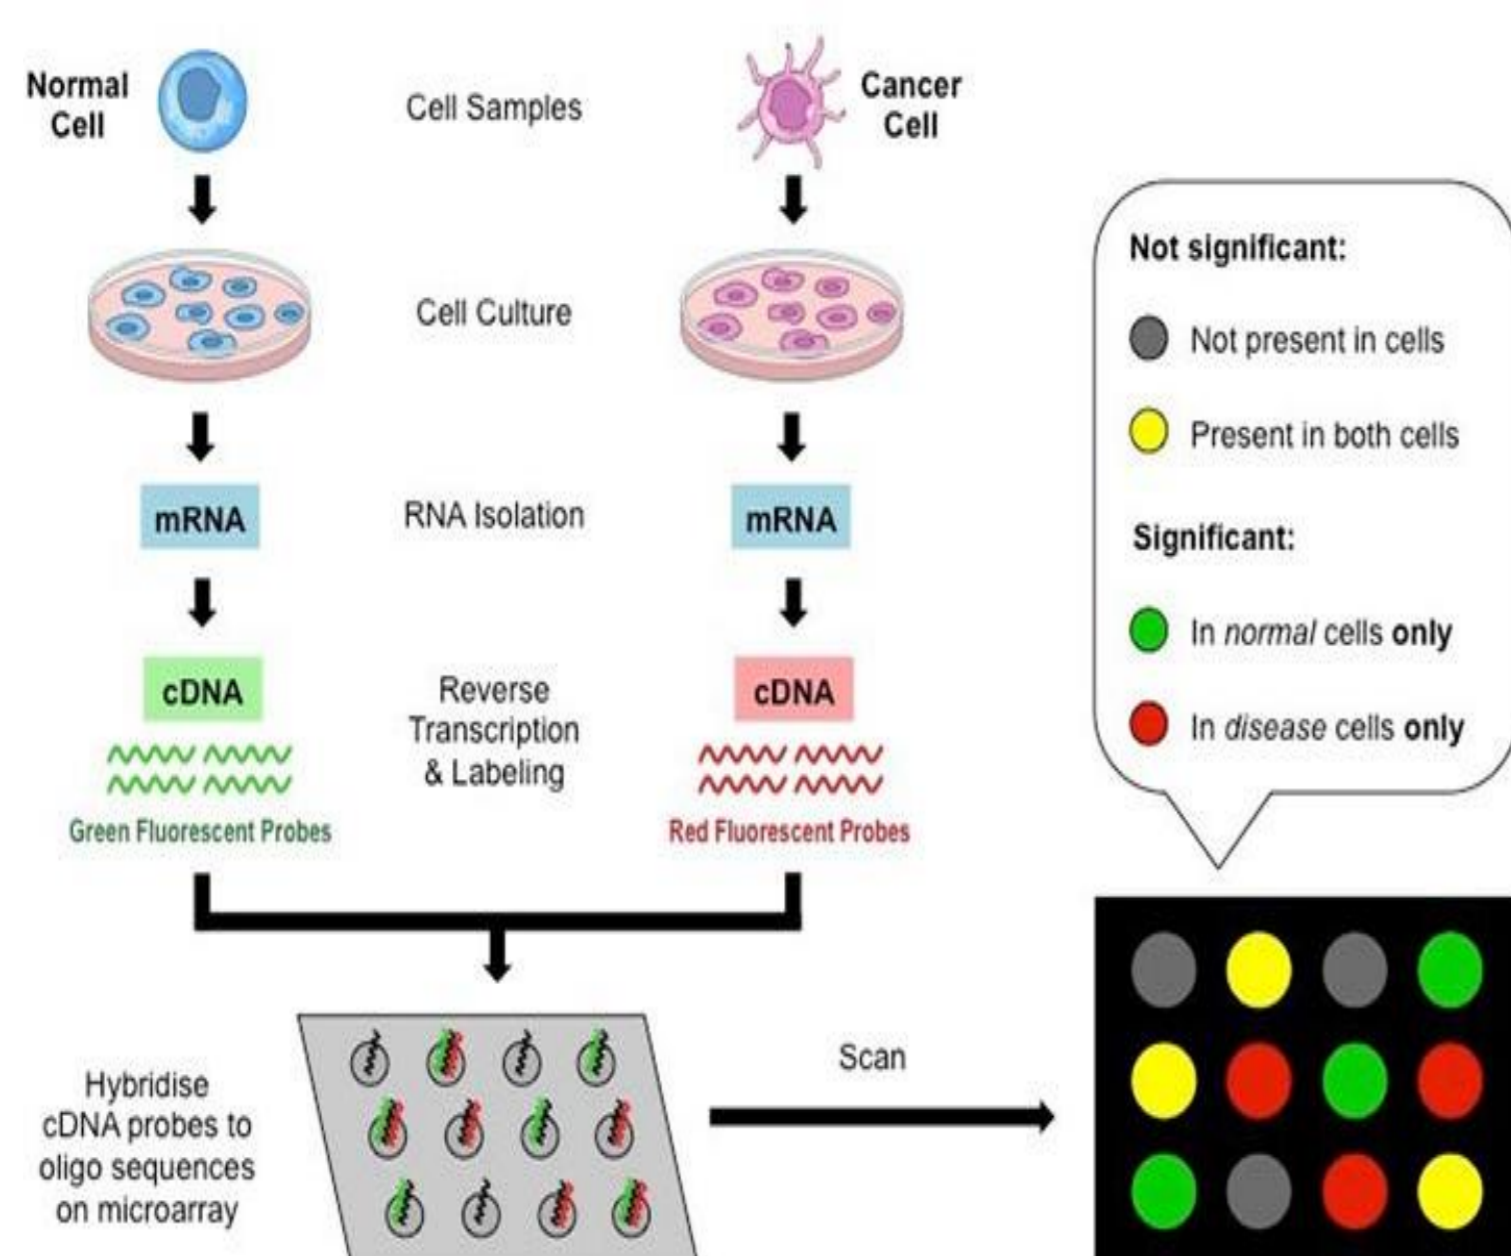 Normal
Cell
Cell Samples
Cancer
Cell
Cell Culture
mRNA
RNA Isolation
mRNA
cDNA
Reverse
Transcription
& Labeling
cDNA
Green Fluorescent Probes
Red Fluorescent Probes
Hybridise
cDNA probes to
oligo sequences
on microarray
Scan
Not significant:
Not present in cells
Present in both cells
Significant:
In normal cells only
In disease cells only